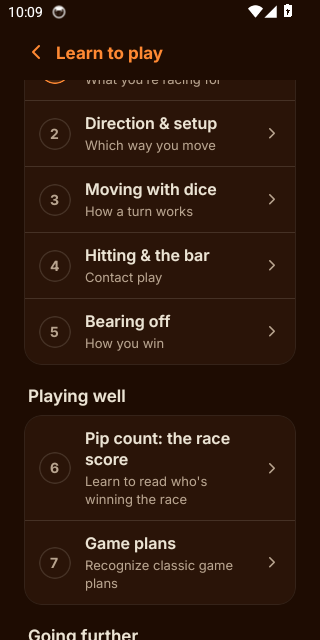 10:09
Learn to play
What you're racing for
2
Direction & setup
Which way you move
3
Moving with dice
How a turn works
4
Hitting & the bar
Contact play
5
Bearing off
How you win
Playing well
6
Pip count: the race
score
Learn to read who's
winning the race
7
Game plans
Recognize classic game
plans
Going further